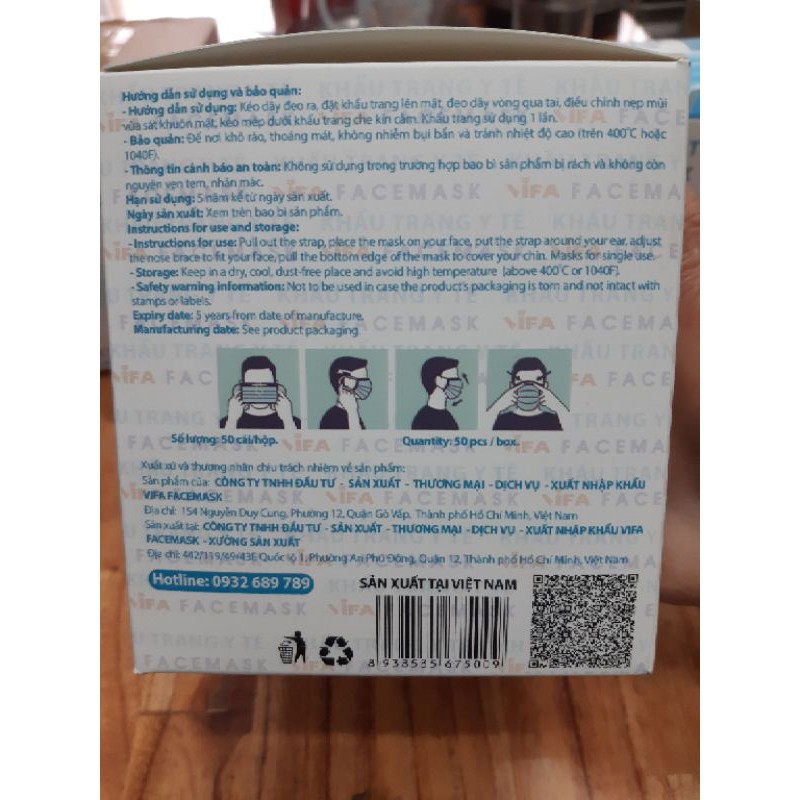 Hướng dẫn sử dụng và bảo quản:
- Hướng dẫn sử dụng: Kéo dây đeo ra, đặt khẩu trang lên mặt, đeo dây vòng qua tai, điều chỉnh nẹp mũi
vừa sát khuôn mặt, kéo mép dưới khẩu trang che kín cằm. Khẩu trang sử dụng 1 lần.
- Bảo quản: Để nơi khô ráo, thoáng mát, không nhiễm bụi bẩn và tránh nhiệt độ cao (trên 400°C hoặc
1040F).
- Thông tin cảnh báo an toàn: Không sử dụng trong trường hợp bao bì sản phẩm bị rách và không còn
nguyên vẹn tem, nhãn mác.
Hạn sử dụng: 5 năm kể từ ngày sản xuất.
Ngày sản xuất: Xem trên bao bì sản phẩm.
Instructions for use and storage:
- Instructions for use: Pull out the strap, place the mask on your face, put the strap around your ear, adjust
the nose brace to fit your face, pull the bottom edge of the mask to cover your chin. Masks for single use.
- Storage: Keep in a dry, cool, dust-free place and avoid high temperature (above 400°C or 1040F).
- Safety warning information: Not to be used in case the product's packaging is torn and not intact with
stamps or labels.
Expiry date: 5 years from date of manufacture.
Manufacturing date: See product packaging.
Số lượng: 50 cái/hộp. Quantity: 50 pcs / box.
Xuất xứ và thương nhân chịu trách nhiệm về sản phẩm:
Sản phẩm của: CÔNG TY TNHH ĐẦU TƯ - SẢN XUẤT - THƯƠNG MẠI - DỊCH VỤ - XUẤT NHẬP KHẨU
VIFA FACEMASK
Địa chỉ: 154 Nguyễn Duy Cung, Phường 12, Quận Gò Vấp, Thành phố Hồ Chí Minh, Việt Nam
Sản xuất tại: CÔNG TY TNHH ĐẦU TƯ - SẢN XUẤT - THƯƠNG MẠI - DỊCH VỤ - XUẤT NHẬP KHẨU VIFA
FACEMASK - XƯỞNG SẢN XUẤT
Địa chỉ: Quốc lộ 1, Phường An Phú Đông, Quận 12, Thành phố Hồ Chí Minh, Việt Nam
Hotline: 0932 689 789
SẢN XUẤT TẠI VIỆT NAM
8 938535 675009